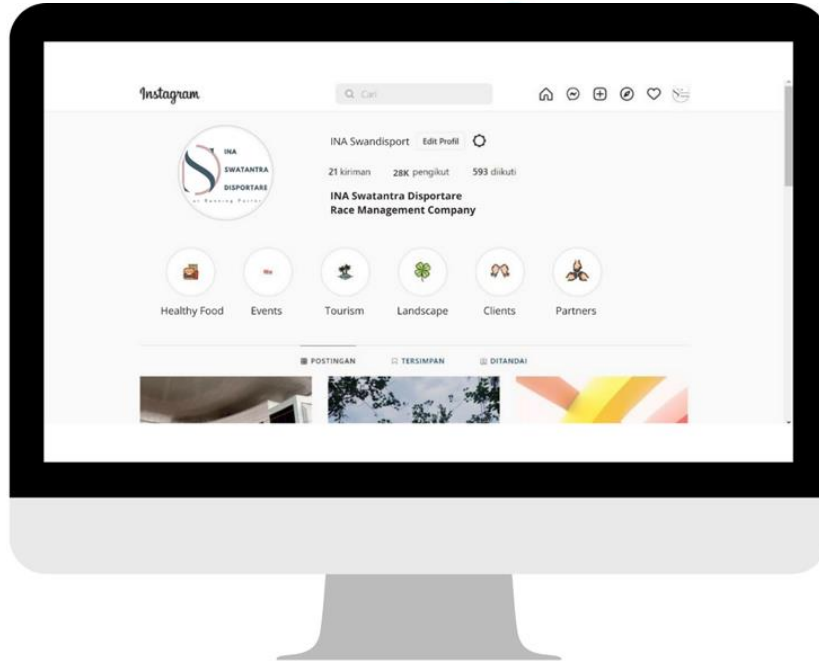 Instagram
Cari
INA Swandisport Edit Profil
21 kiriman 28K pengikut 593 diikuti
INA Swatantra Disportare
Race Management Company
INA
SWATANTRA
DISPORTARE
Healthy Food Events Tourism Landscape Clients Partners
POSTINGAN TERSIMPAN DITANDAI